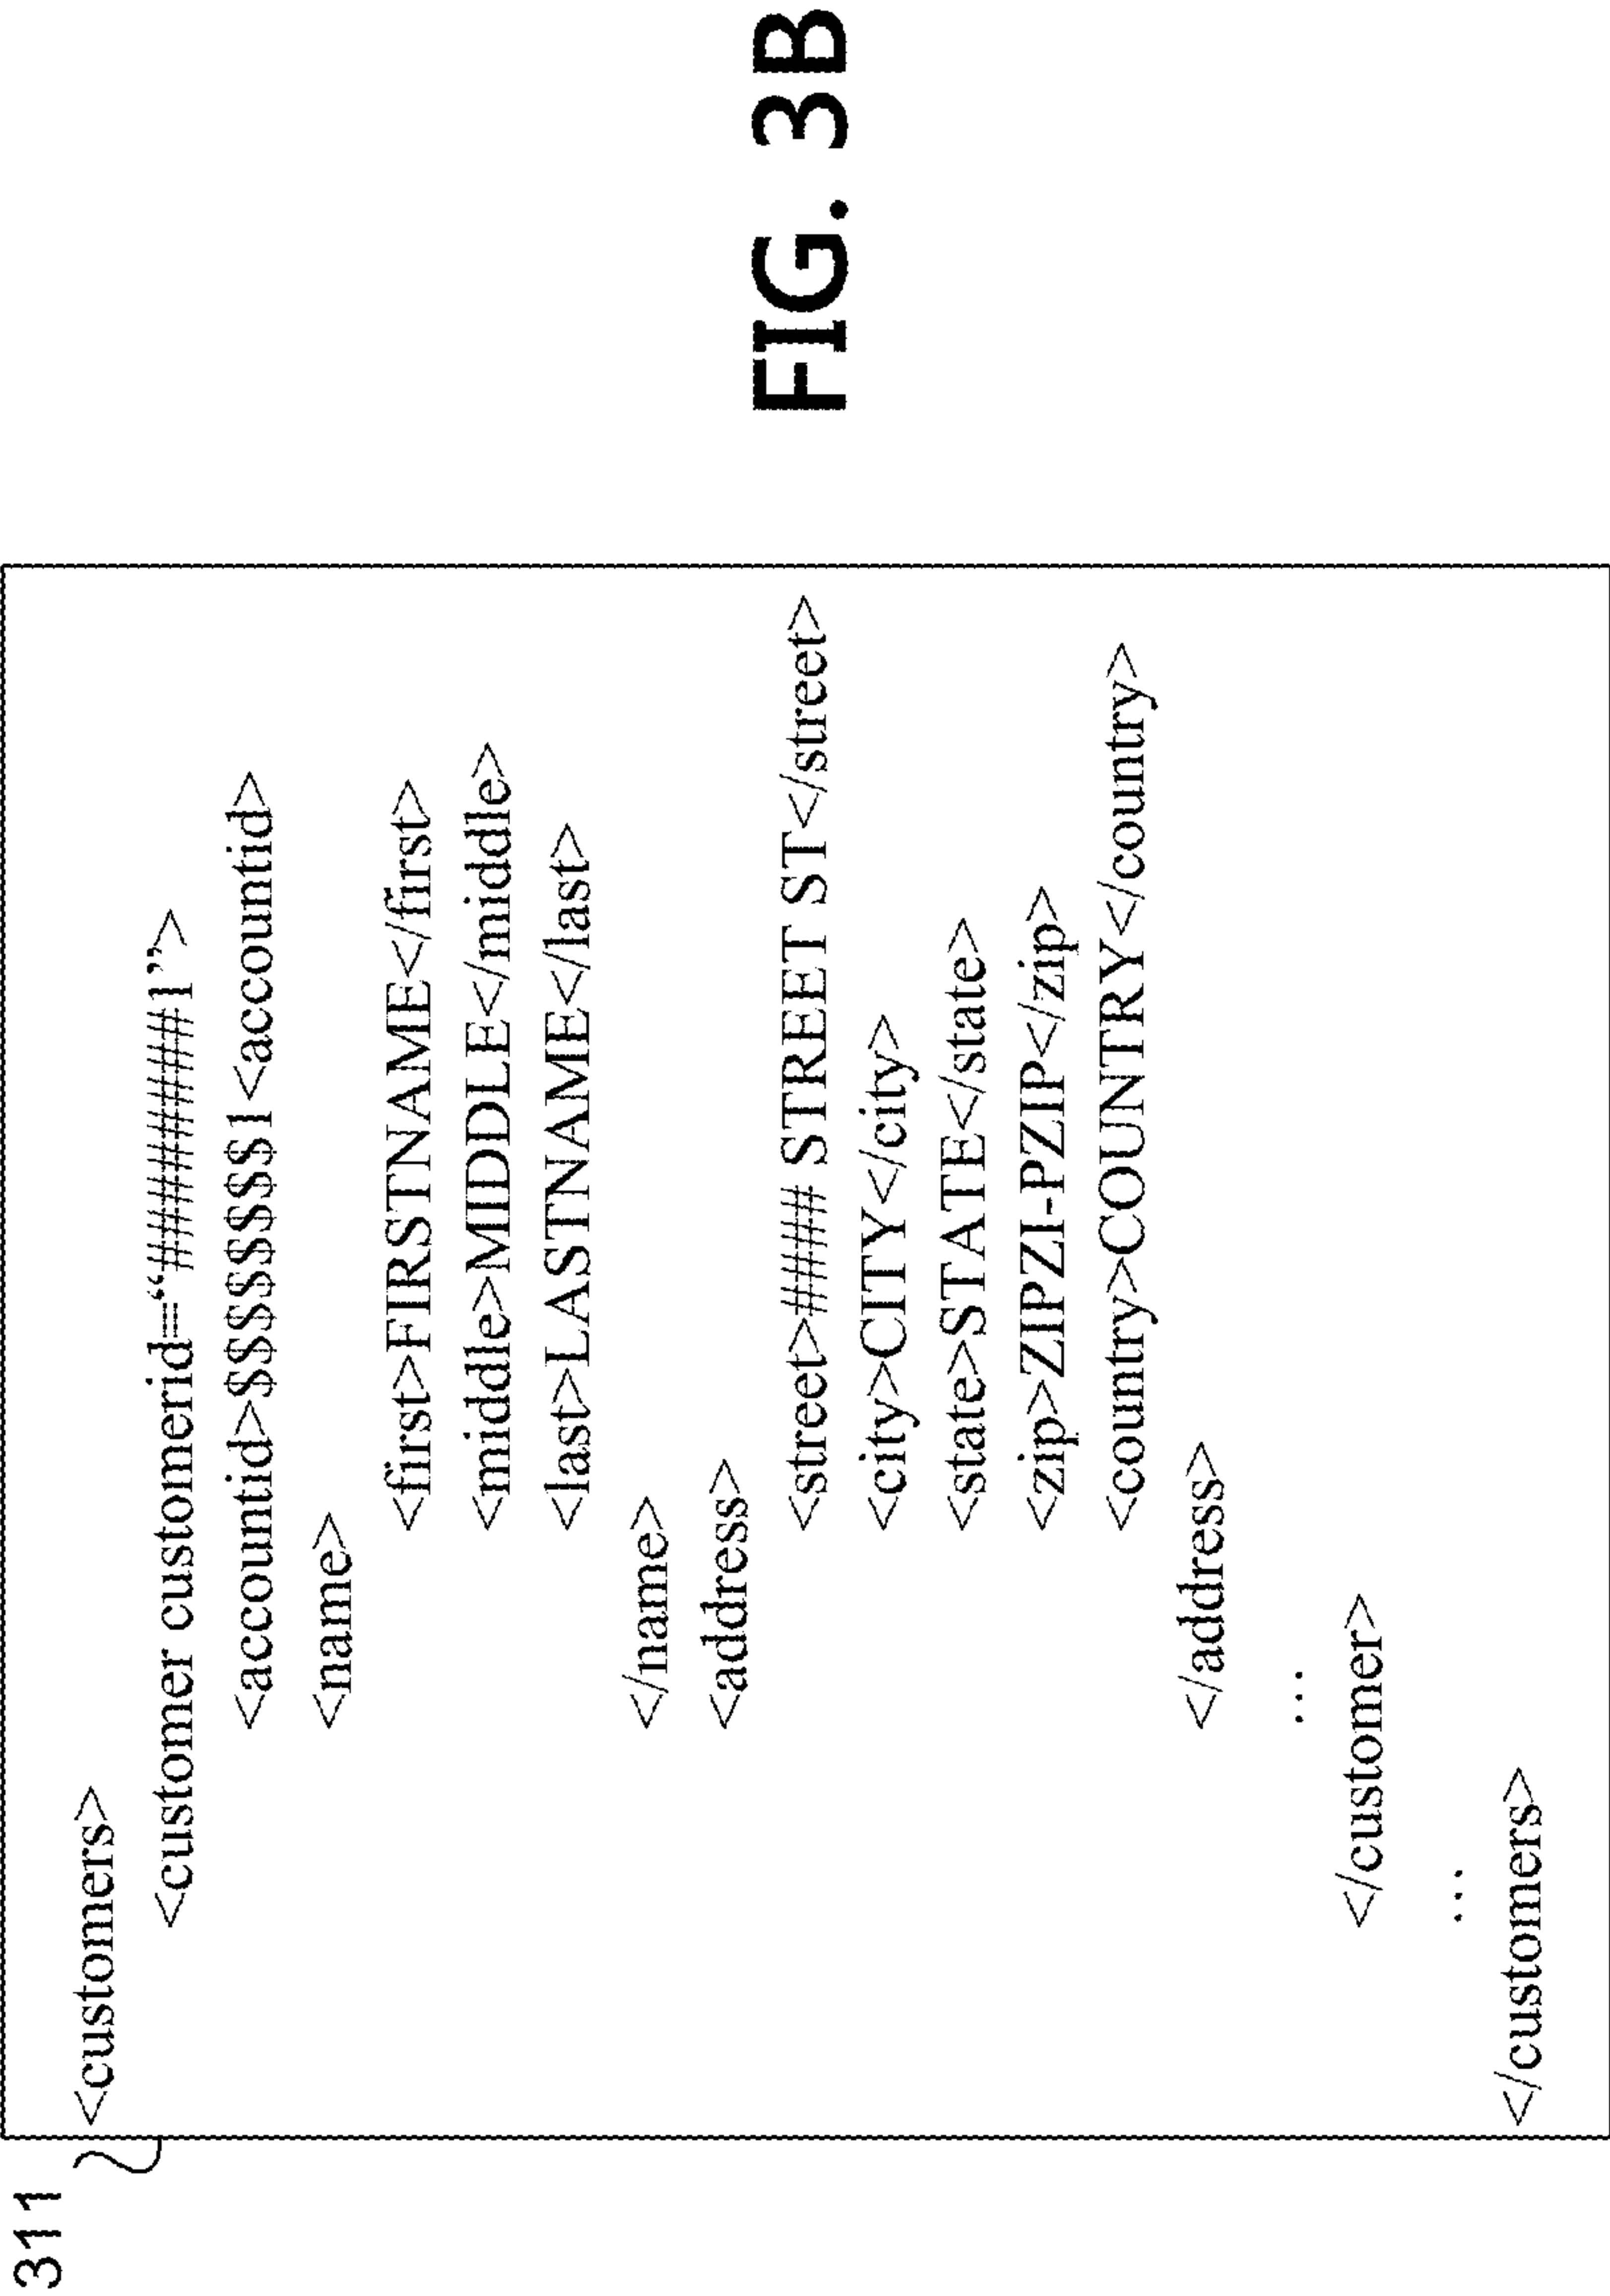 311
<customers>
<customer customerid=“########1”>
<accountid>$$$$$$$$1<accountid>
<name>
<first>FIRSTNAME</first>
<middle>MIDDLE</middle>
<last>LASTNAME</last>
</name>
<address>
<street>#### STREET ST</street>
<city>CITY</city>
<state>STATE</state>
<zip>ZIPZI-PZIP</zip>
<country>COUNTRY</country>
</address>
...
</customer>
...
</customers>
FIG. 3B